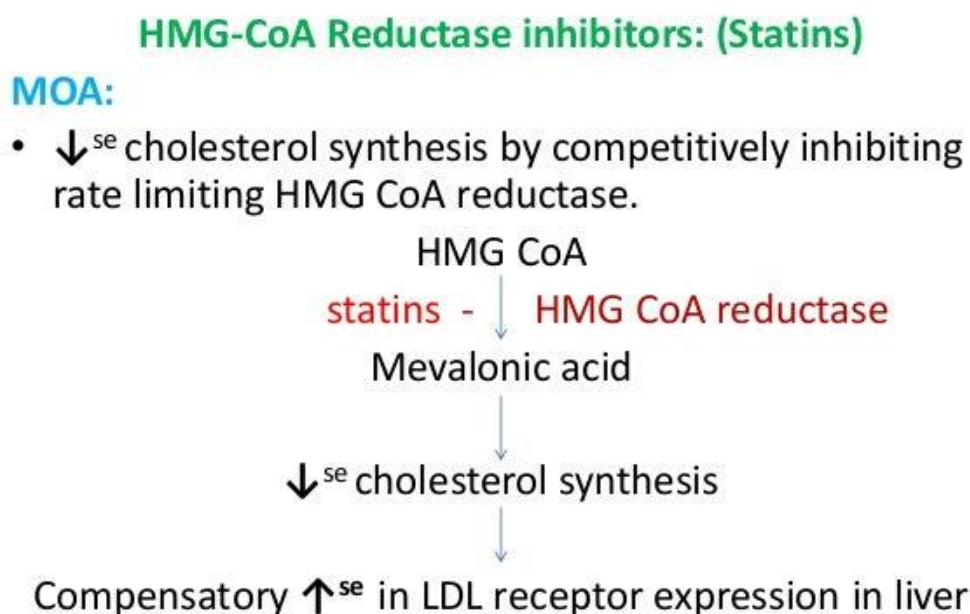 HMG-CoA Reductase inhibitors: (Statins)
MOA:
• ↓se cholesterol synthesis by competitively inhibiting
rate limiting HMG CoA reductase.
HMG CoA
statins - HMG CoA reductase
Mevalonic acid
↓se cholesterol synthesis
Compensatory ↑se in LDL receptor expression in liver